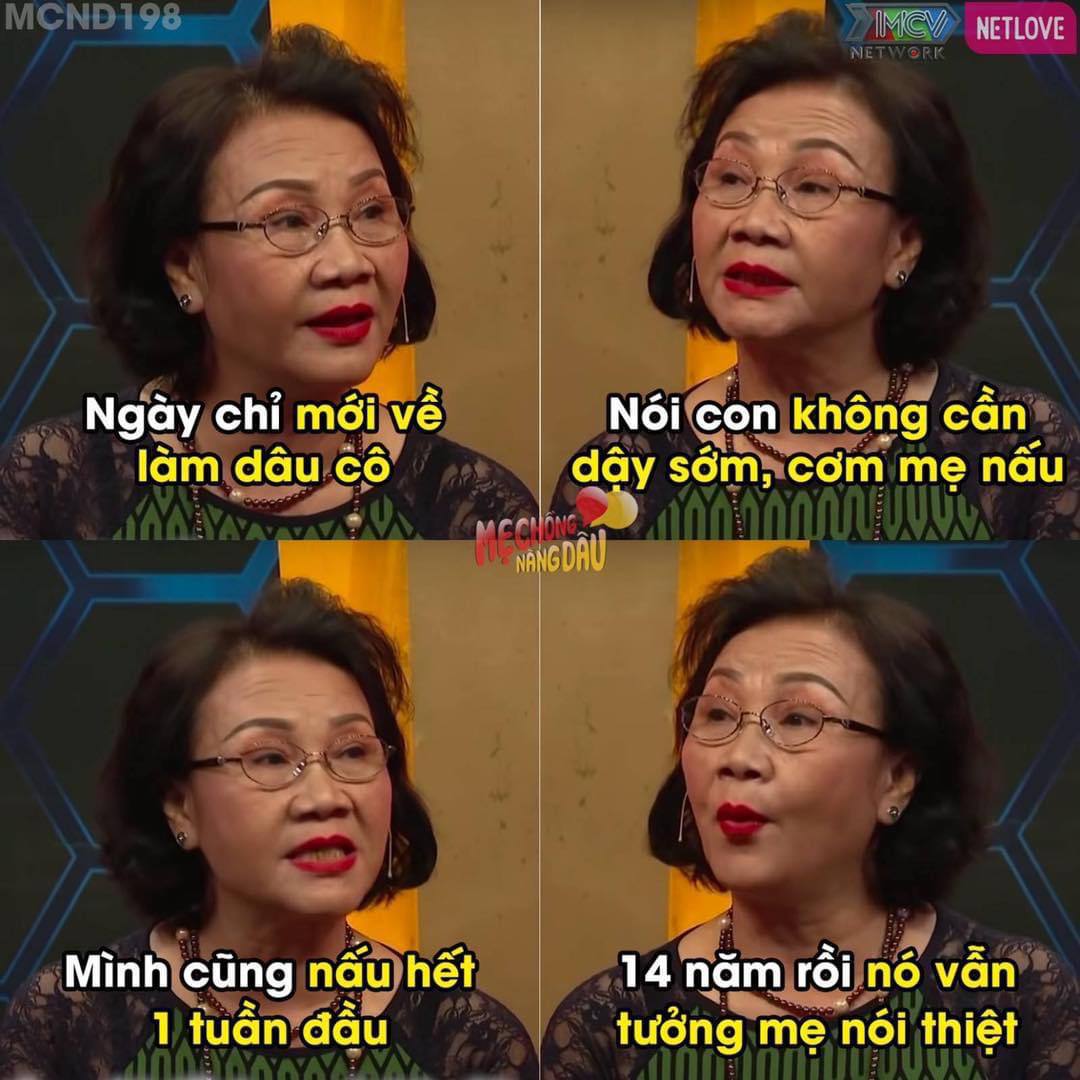 MCND198
MCV
NETWORK
NETLOVE
Ngày chỉ mới về
làm dâu cô
Nói con không cần
dậy sớm, cơm mẹ nấu
MẸ CHỒNG
NÀNG DÂU
Mình cũng nấu hết
1 tuần đầu
14 năm rồi nó vẫn
tưởng mẹ nói thiệt